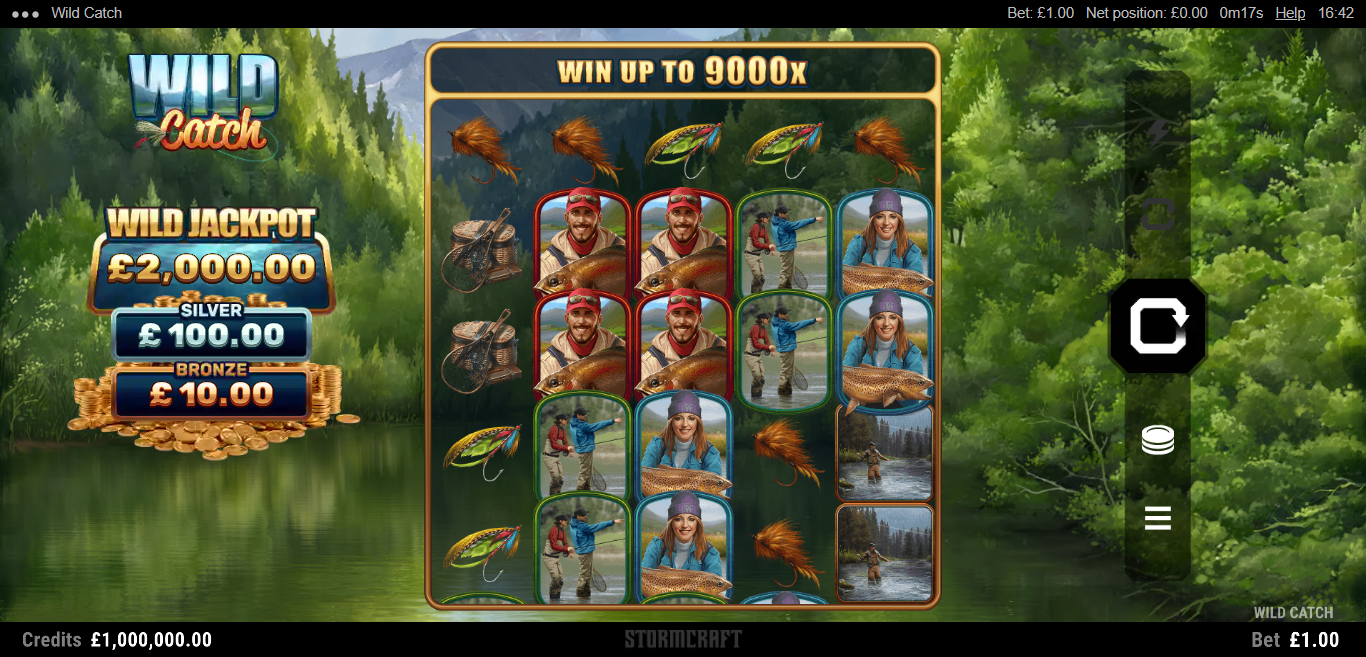 Wild Catch
Bet: £1.00 Net position: £0.00 0m17s Help 16:42
WILD
Catch
WIN UP TO 9000X
WILD JACKPOT
£2,000.00
SILVER
£100.00
BRONZE
£10.00
WILD CATCH
Credits £1,000,000.00
STORMCRAFT
Bet £1.00